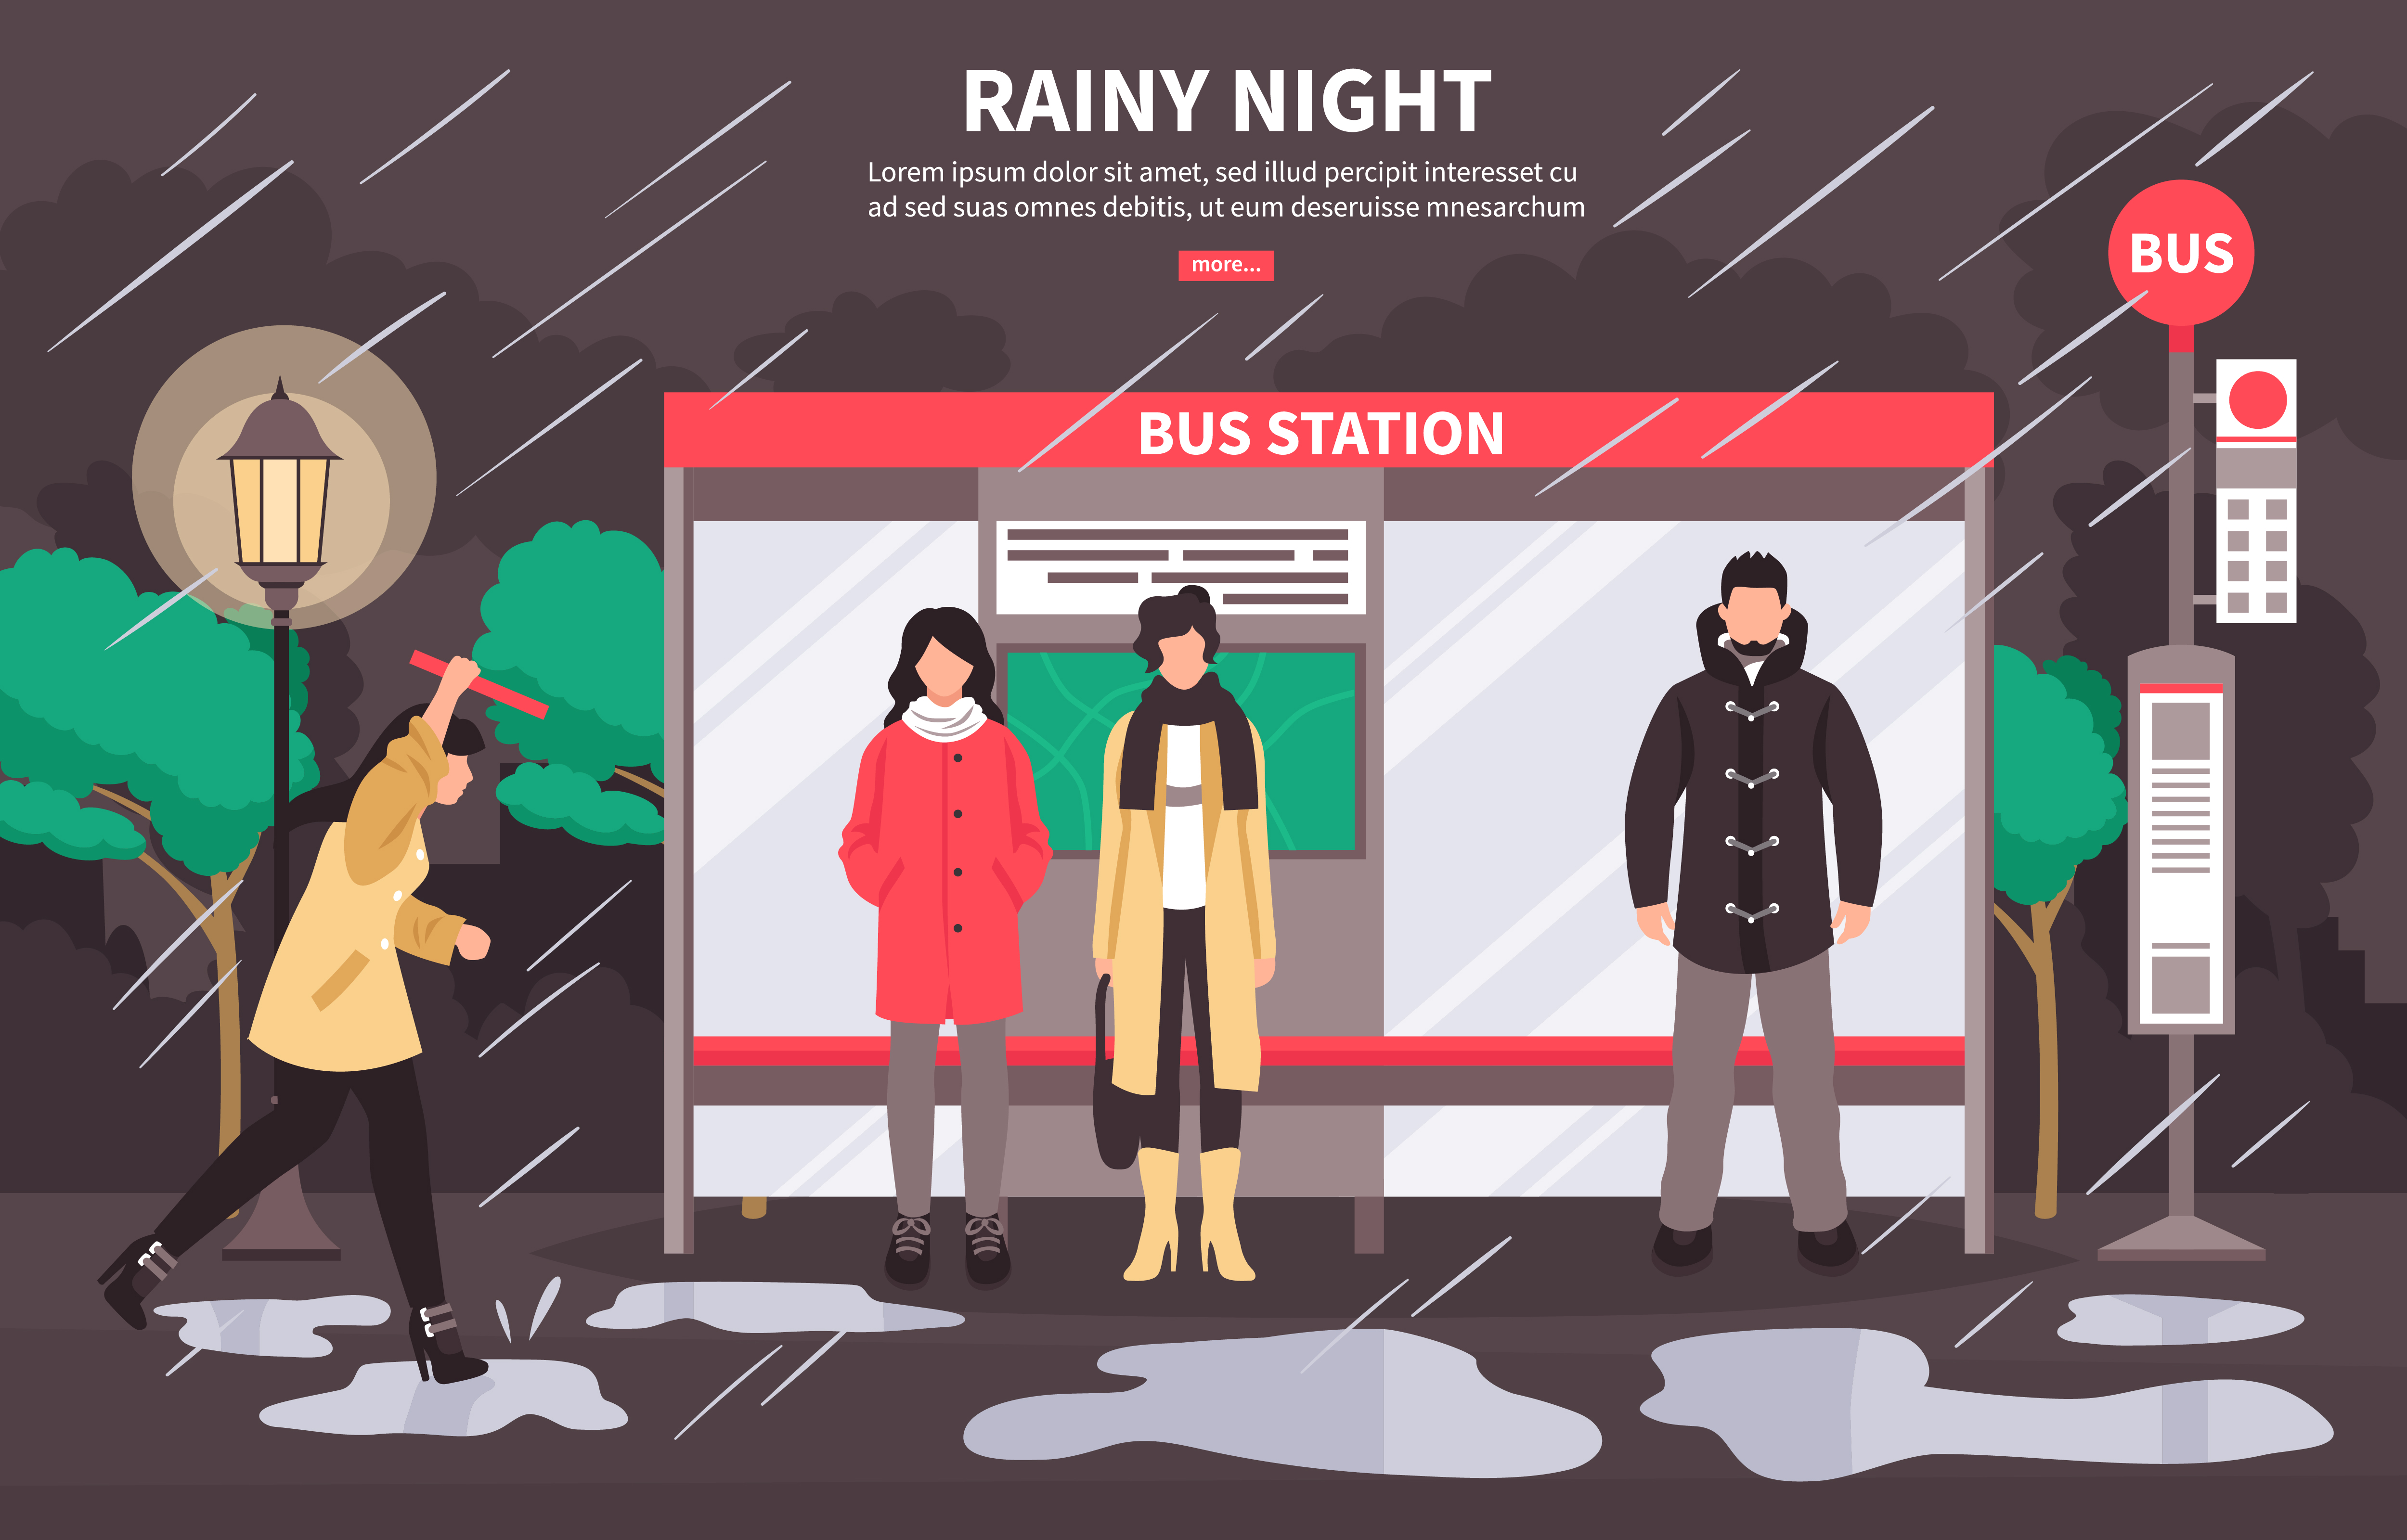 RAINY NIGHT
Lorem ipsum dolor sit amet, sed illud percipit interesset cu
ad sed suas omnes debitis, ut eum deseruisse mnesarchum
more...
BUS
BUS STATION